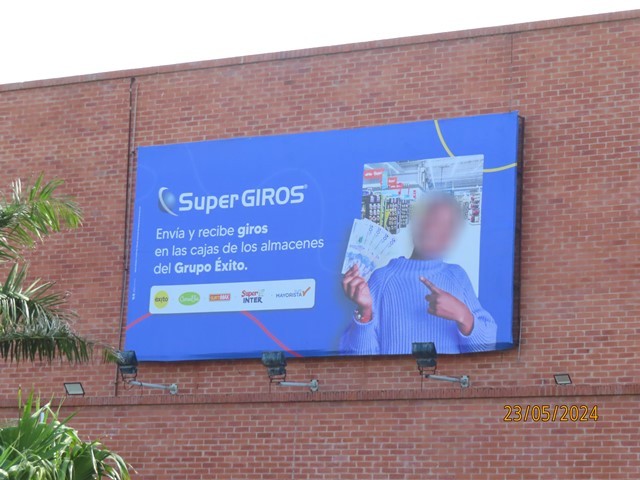 SuperGIROS
Envía y recibe giros
en las cajas de los almacenes
del Grupo Éxito.
éxito
Super
INTER
MAYORISTA
23/05/2024